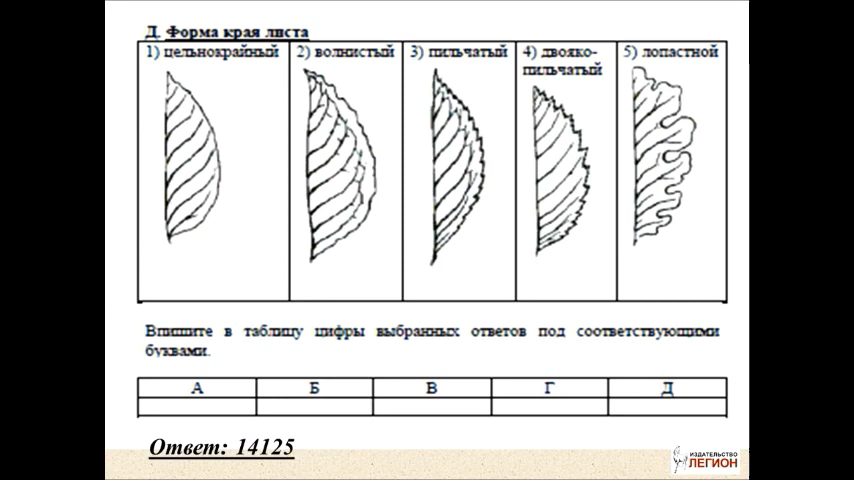 Д. Форма края листа
1) цельнокрайный 2) волнистый 3) пильчатый 4) двояко-пильчатый 5) лопастной
Впишите в таблицу цифры выбранных ответов под соответствующими
буквами.
А Б В Г Д
Ответ: 14125
ИЗДАТЕЛЬСТВО
ЛЕГИОН